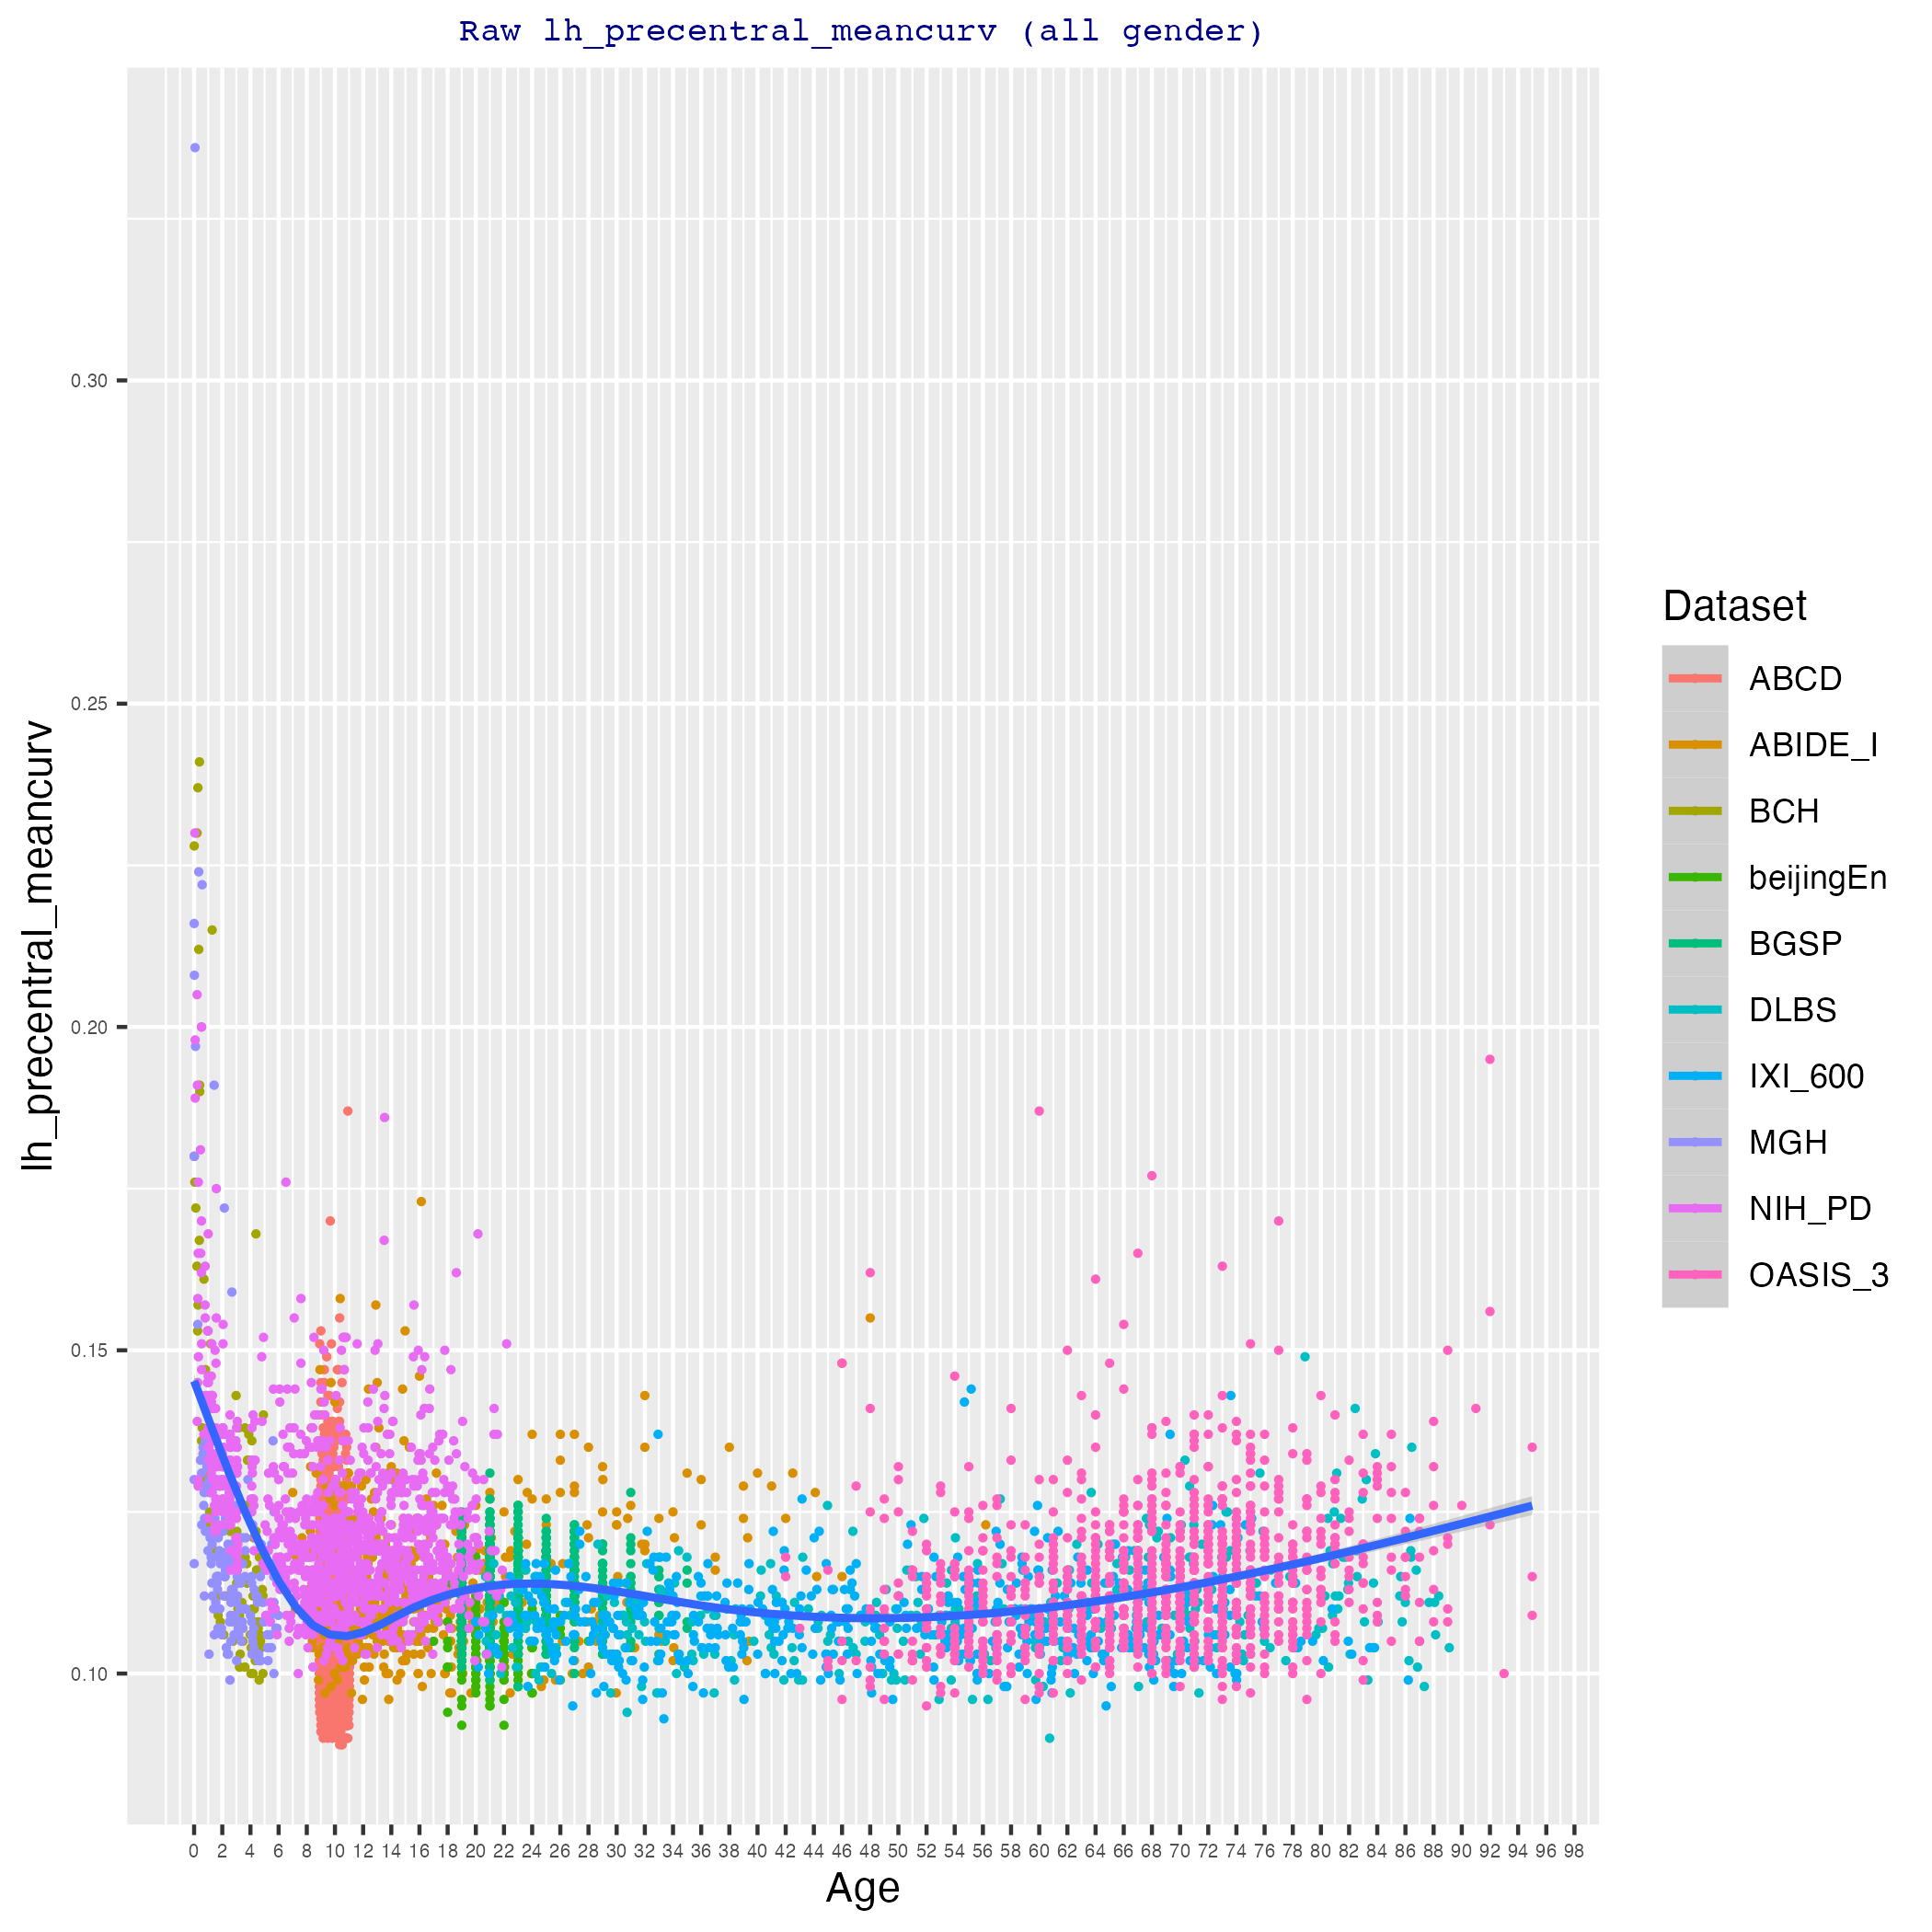 Raw lh_precentral_meancurv (all gender)
lh_precentral_meancurv
0.30
0.25
0.20
0.15
0.10
0 2 4 6 8 10 12 14 16 18 20 22 24 26 28 30 32 34 36 38 40 42 44 46 48 50 52 54 56 58 60 62 64 66 68 70 72 74 76 78 80 82 84 86 88 90 92 94 96 98
Age
Dataset
ABCD
ABIDE_I
BCH
beijingEn
BGSP
DLBS
IXI_600
MGH
NIH_PD
OASIS_3